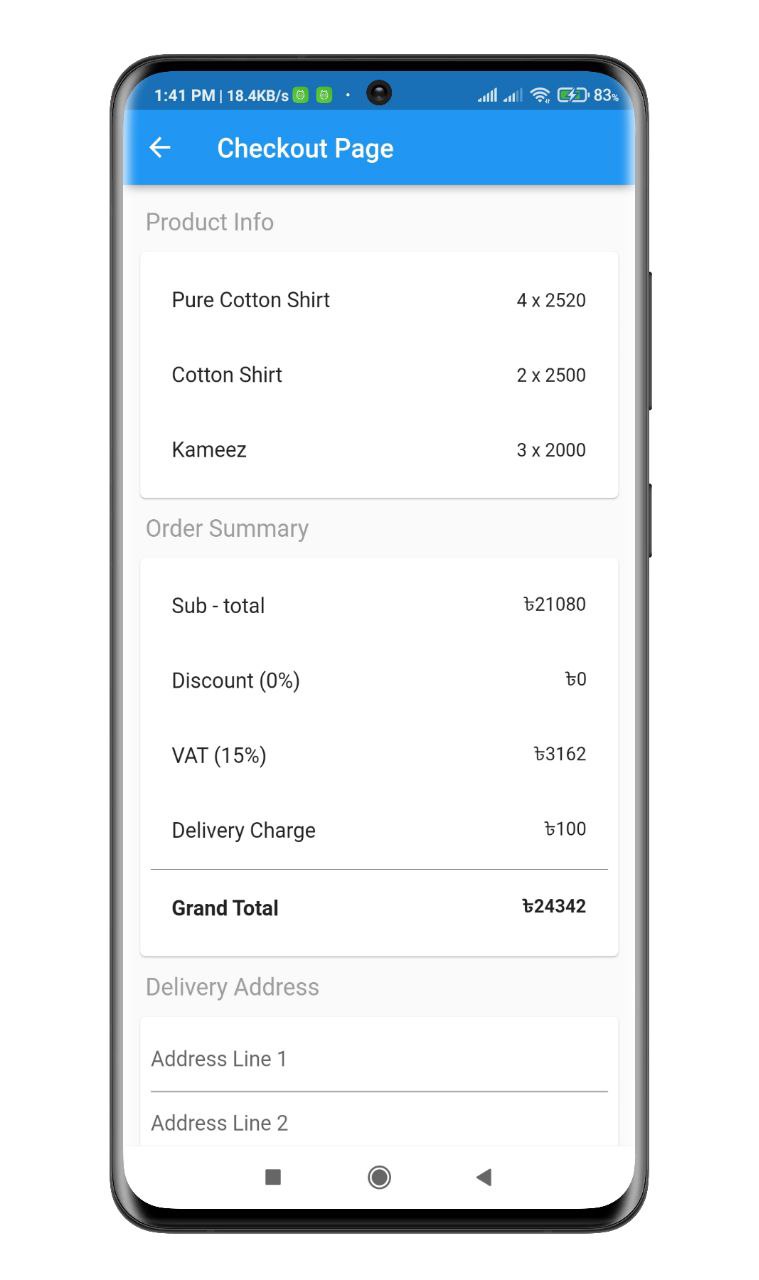 1:41 PM | 18.4KB/s 83%
Checkout Page
Product Info
Pure Cotton Shirt 4 x 2520
Cotton Shirt 2 x 2500
Kameez 3 x 2000
Order Summary
Sub - total ৳21080
Discount (0%) ৳0
VAT (15%) ৳3162
Delivery Charge ৳100
Grand Total ৳24342
Delivery Address
Address Line 1
Address Line 2